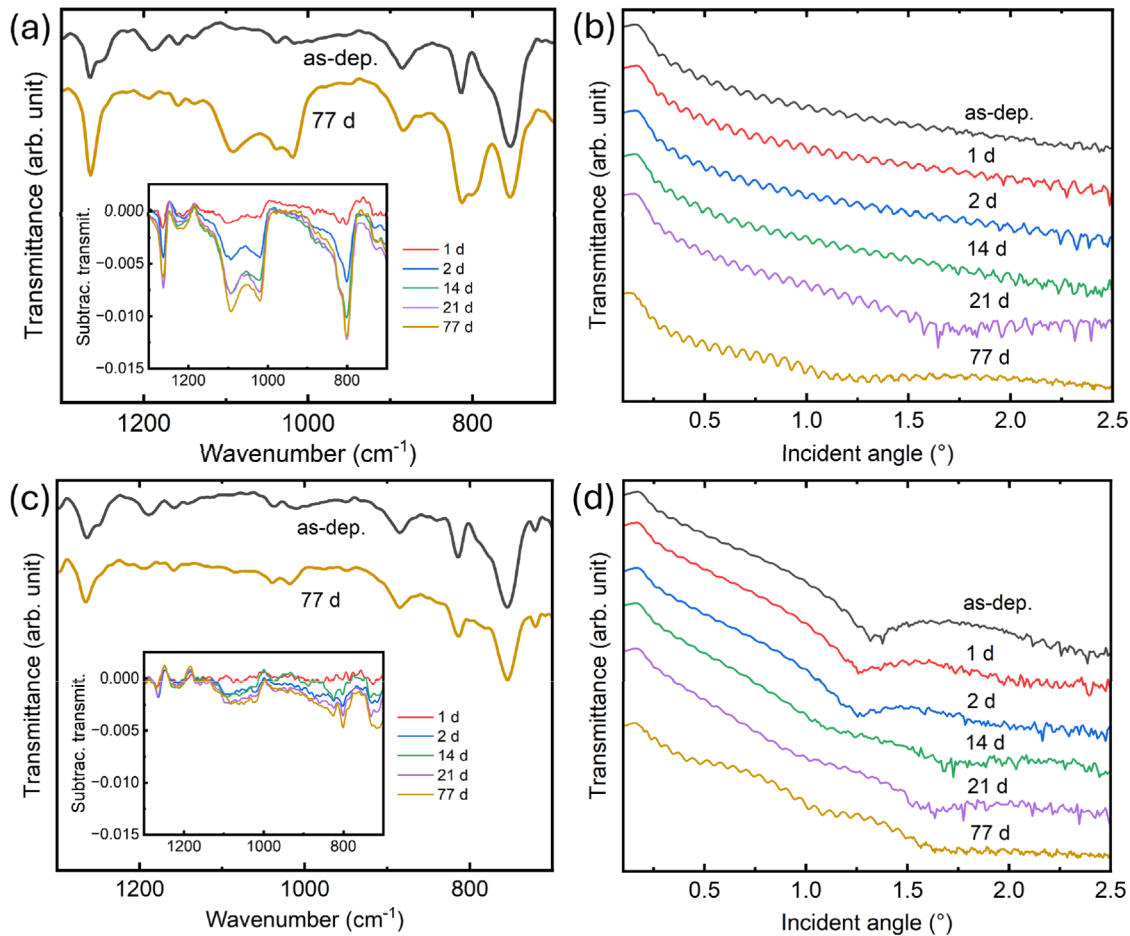 (a)
Transmittance (arb. unit)
as-dep.
77 d
Subtrac. transmit.
0.000
−0.005
−0.010
−0.015
1200 1000 800
1 d
2 d
14 d
21 d
77 d
1200 1000 800
Wavenumber (cm⁻¹)
(b)
Transmittance (arb. unit)
as-dep.
1 d
2 d
14 d
21 d
77 d
0.5 1.0 1.5 2.0 2.5
Incident angle (°)
(c)
Transmittance (arb. unit)
as-dep.
77 d
Subtrac. transmit.
0.000
−0.005
−0.010
−0.015
1200 1000 800
1 d
2 d
14 d
21 d
77 d
1200 1000 800
Wavenumber (cm⁻¹)
(d)
Transmittance (arb. unit)
as-dep.
1 d
2 d
14 d
21 d
77 d
0.5 1.0 1.5 2.0 2.5
Incident angle (°)